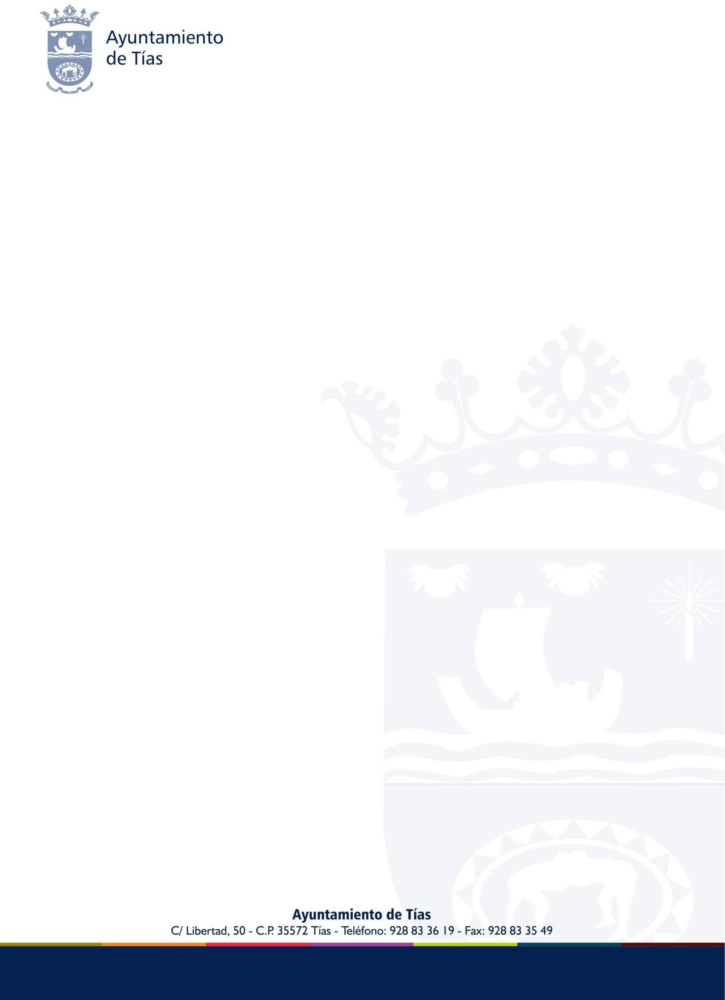 Ayuntamiento
de Tías
Ayuntamiento de Tías
C/ Libertad, 50 - C.P. 35572 Tías - Teléfono: 928 83 36 19 - Fax: 928 83 35 49